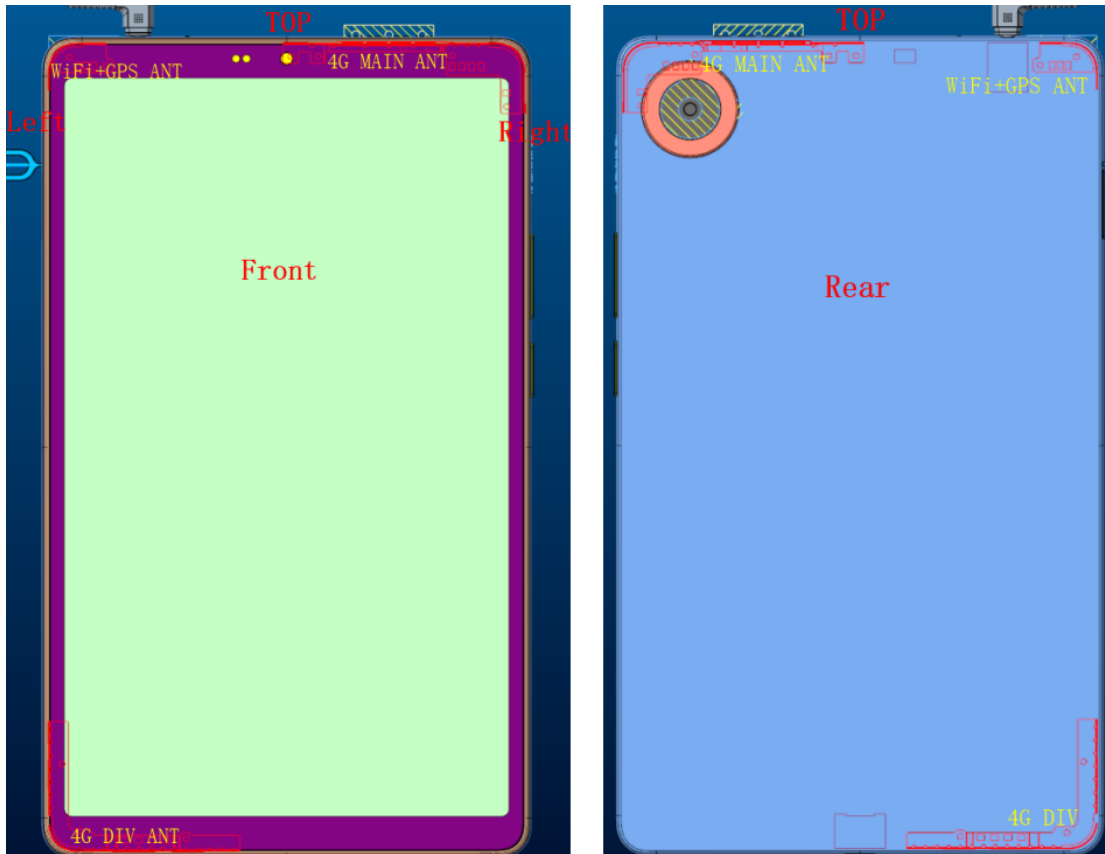 TOP
WiFi+GPS ANT
4G MAIN ANT
Left
Right
Front
4G DIV ANT
TOP
4G MAIN ANT
WiFi+GPS ANT
Rear
4G DIV